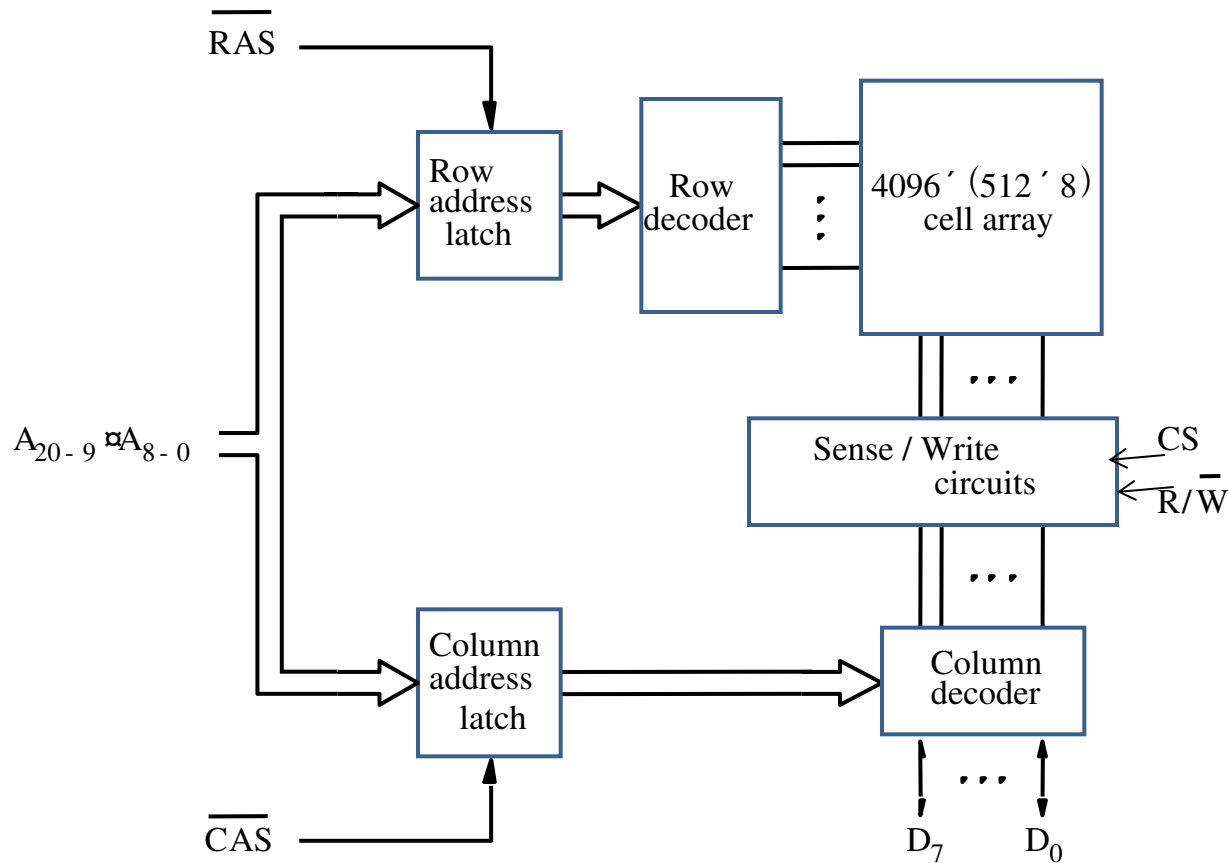 RAS
Row
address
latch
Row
decoder
4096´ (512 ´ 8)
cell array
A20 - 9 ¤A8 - 0
Sense / Write
circuits
CS
R/W
Column
address
latch
Column
decoder
CAS
D7
D0